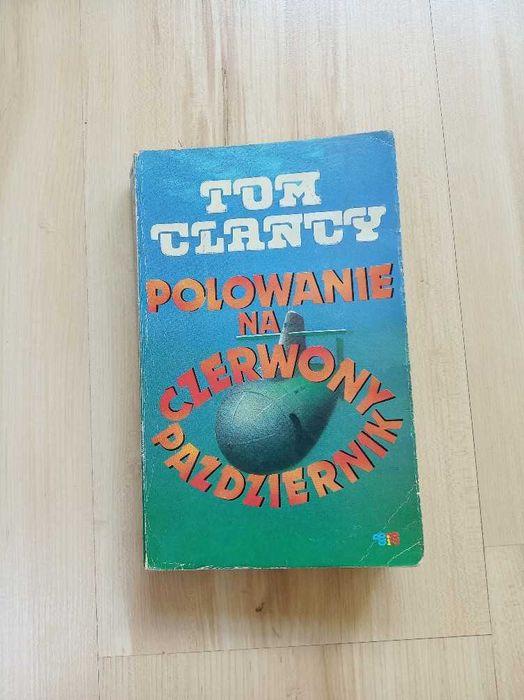 TOM
CLANCY
POLOWANIE
NA
CZERWONY
PAŹDZIERNIK